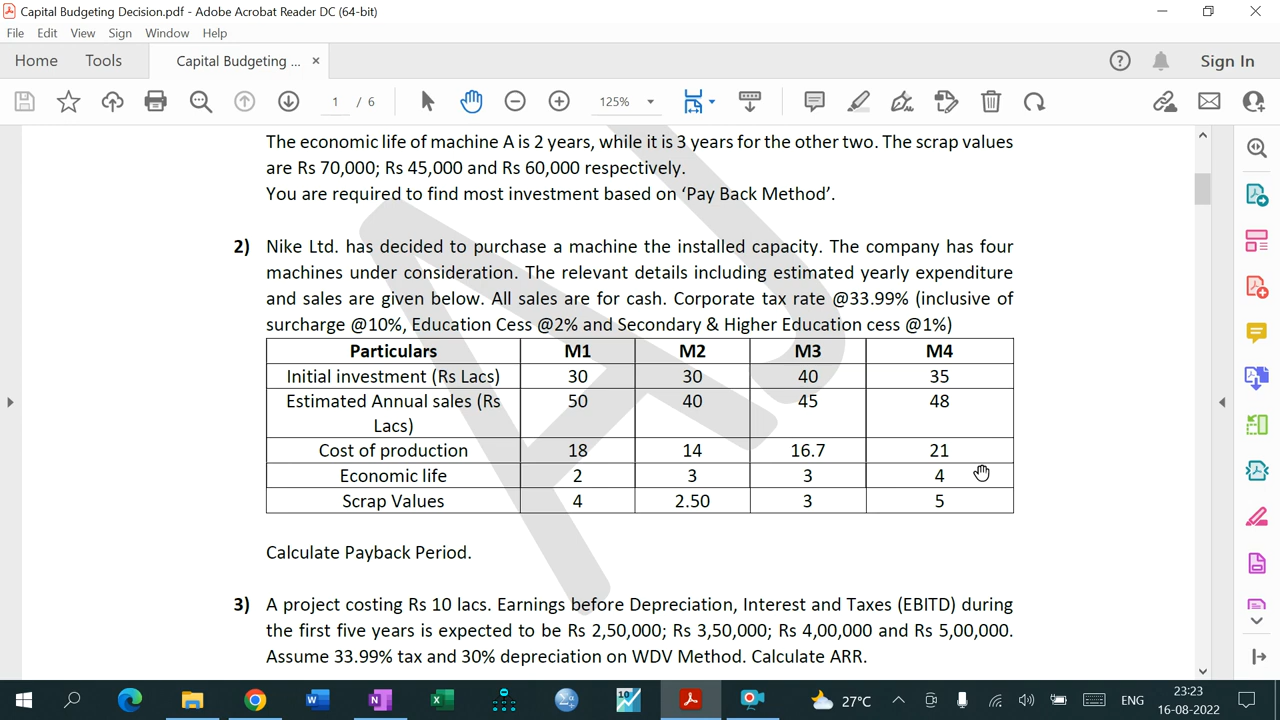 Capital Budgeting Decision.pdf - Adobe Acrobat Reader DC (64-bit)
File Edit View Sign Window Help
Home Tools Capital Budgeting ... × Sign In
1 / 6 125%
The economic life of machine A is 2 years, while it is 3 years for the other two. The scrap values
are Rs 70,000; Rs 45,000 and Rs 60,000 respectively.
You are required to find most investment based on ‘Pay Back Method’.
2) Nike Ltd. has decided to purchase a machine the installed capacity. The company has four
machines under consideration. The relevant details including estimated yearly expenditure
and sales are given below. All sales are for cash. Corporate tax rate @33.99% (inclusive of
surcharge @10%, Education Cess @2% and Secondary & Higher Education cess @1%)
Particulars M1 M2 M3 M4
Initial investment (Rs Lacs) 30 30 40 35
Estimated Annual sales (Rs 50 40 45 48
Lacs)
Cost of production 18 14 16.7 21
Economic life 2 3 3 4
Scrap Values 4 2.50 3 5
Calculate Payback Period.
3) A project costing Rs 10 lacs. Earnings before Depreciation, Interest and Taxes (EBITD) during
the first five years is expected to be Rs 2,50,000; Rs 3,50,000; Rs 4,00,000 and Rs 5,00,000.
Assume 33.99% tax and 30% depreciation on WDV Method. Calculate ARR.
27°C ENG 23:23
16-08-2022